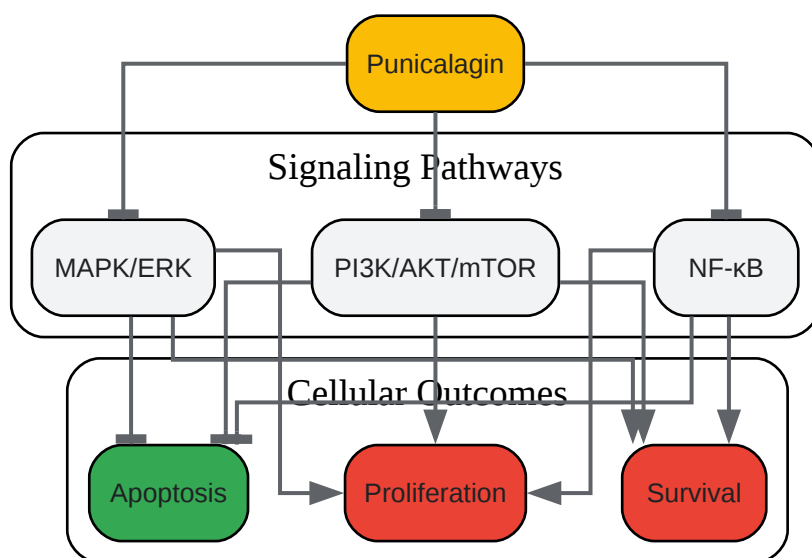 Punicalagin
Signaling Pathways
MAPK/ERK
PI3K/AKT/mTOR
NF-κB
Cellular Outcomes
Apoptosis
Proliferation
Survival